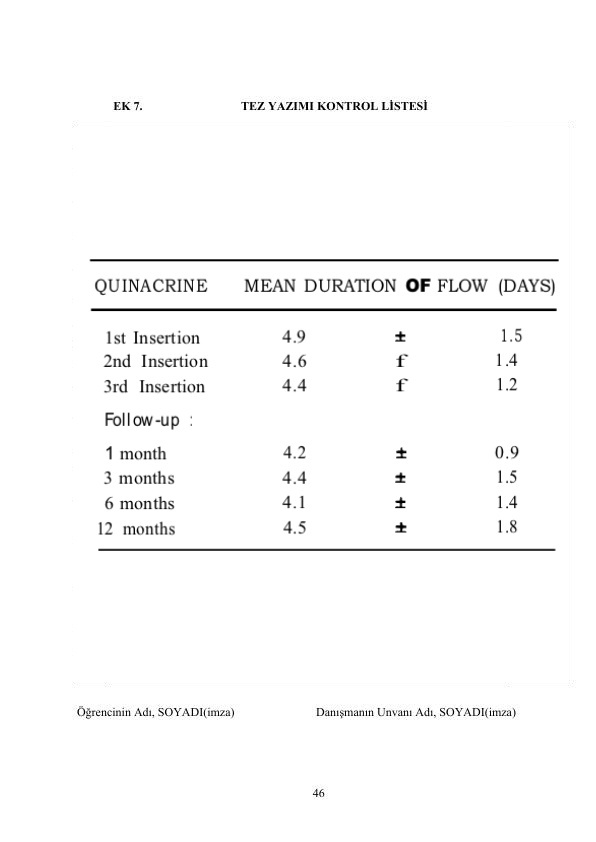 EK 7. TEZ YAZIMI KONTROL LİSTESİ
QUINACRINE MEAN DURATION OF FLOW (DAYS)
1st Insertion 4.9 ± 1.5
2nd Insertion 4.6 f 1.4
3rd Insertion 4.4 f 1.2
Follow-up :
1 month 4.2 ± 0.9
3 months 4.4 ± 1.5
6 months 4.1 ± 1.4
12 months 4.5 ± 1.8
Öğrencinin Adı, SOYADI(imza) Danışmanın Unvanı Adı, SOYADI(imza)
46